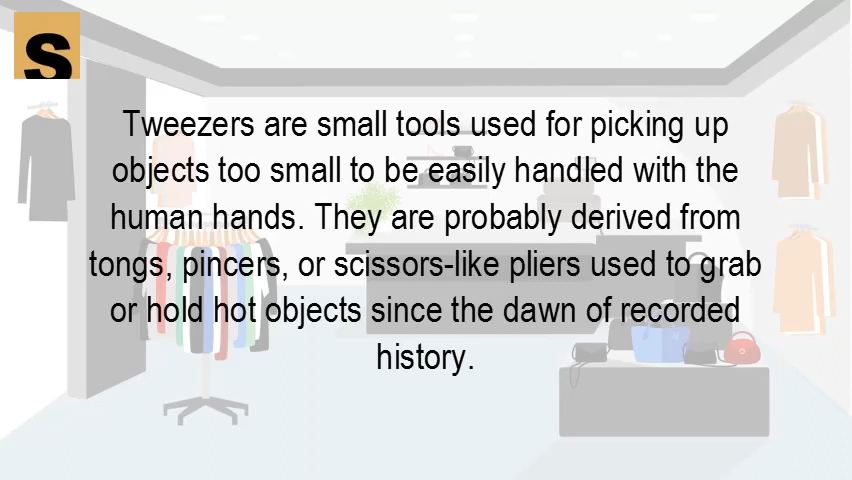 S
Tweezers are small tools used for picking up
objects too small to be easily handled with the
human hands. They are probably derived from
tongs, pincers, or scissors-like pliers used to grab
or hold hot objects since the dawn of recorded
history.